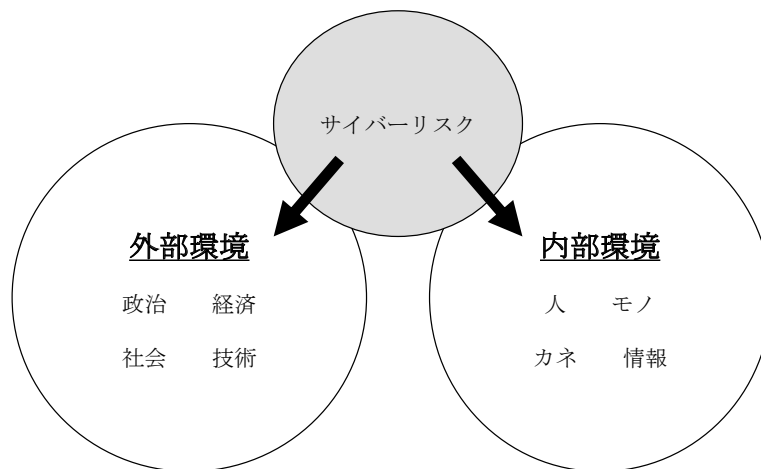 サイバーリスク
外部環境
政治 経済
社会 技術
内部環境
人 モノ
カネ 情報